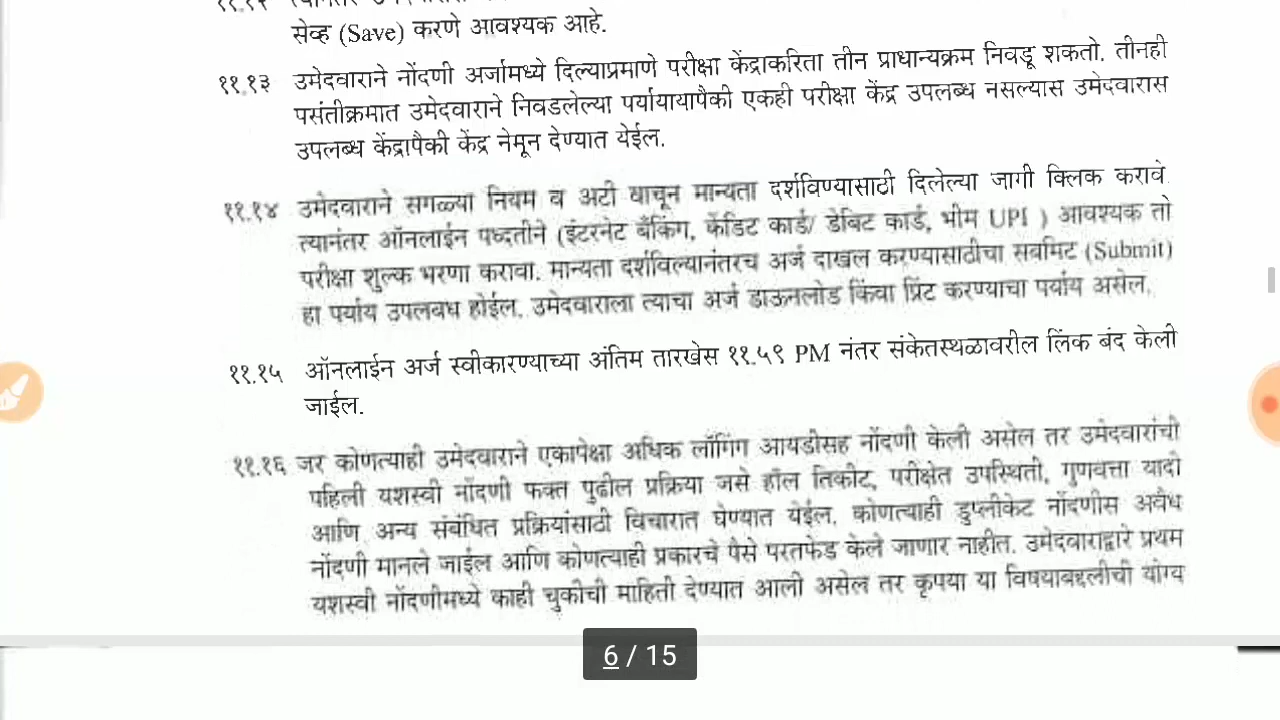 सेव्ह (Save) करणे आवश्यक आहे.
११.१३ उमेदवाराने नोंदणी अर्जामध्ये दिल्याप्रमाणे परीक्षा केंद्राकरिता तीन प्राधान्यक्रम निवडू शकतो. तीनही
पसंतीक्रमात उमेदवाराने निवडलेल्या पर्यायायापैकी एकही परीक्षा केंद्र उपलब्ध नसल्यास उमेदवारास
उपलब्ध केंद्रापैकी केंद्र नेमून देण्यात येईल.
११.१४ उमेदवाराने सगळ्या नियम व अटी वाचून मान्यता दर्शविण्यासाठी दिलेल्या जागी क्लिक करावे.
त्यानंतर ऑनलाईन पध्दतीने (इंटरनेट बँकिंग, केंडिट कार्ड/ डेबिट कार्ड, भीम UPI ) आवश्यक तो
परीक्षा शुल्क भरणा करावा. मान्यता दर्शविल्यानंतरच अर्ज दाखल करण्यासाठीचा सबमिट (Submit)
हा पर्याय उपलबध होईल. उमेदवाराला त्याचा अर्ज डाऊनलोड किंवा प्रिंट करण्याचा पर्याय असेल.
११.१५ ऑनलाईन अर्ज स्वीकारण्याच्या अंतिम तारखेस ११.५९ PM नंतर संकेतस्थळावरील लिंक बंद केली
जाईल.
११.१६ जर कोणत्याही उमेदवाराने एकापेक्षा अधिक लॉगिंग आयडीसह नोंदणी केली असेल तर उमेदवारांची
पहिली यशस्वी नोंदणी फक्त पुढील प्रक्रिया जसे हॉल तिकीट, परीक्षेत उपस्थिती, गुणवत्ता यादी
आणि अन्य संबंधित प्रक्रियांसाठी विचारात घेण्यात येईल. कोणत्याही डुप्लीकेट नोंदणीस अवैध
नोंदणी मानले जाईल आणि कोणत्याही प्रकारचे पैसे परतफेड केले जाणार नाहीत. उमेदवाराद्वारे प्रथम
यशस्वी नोंदणीमध्ये काही चुकीची माहिती देण्यात आली असेल तर कृपया या विषयाबद्दलीची योग्य
6 / 15